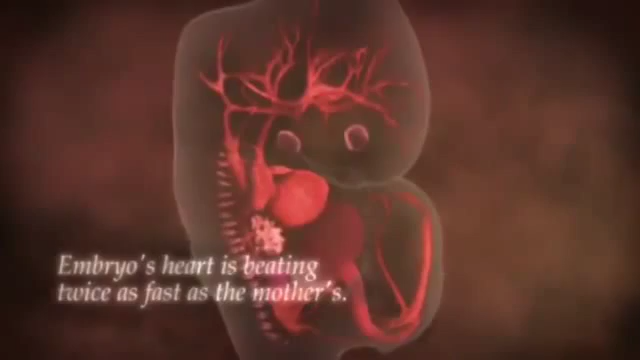 Embryo's heart is beating
twice as fast as the mother's.